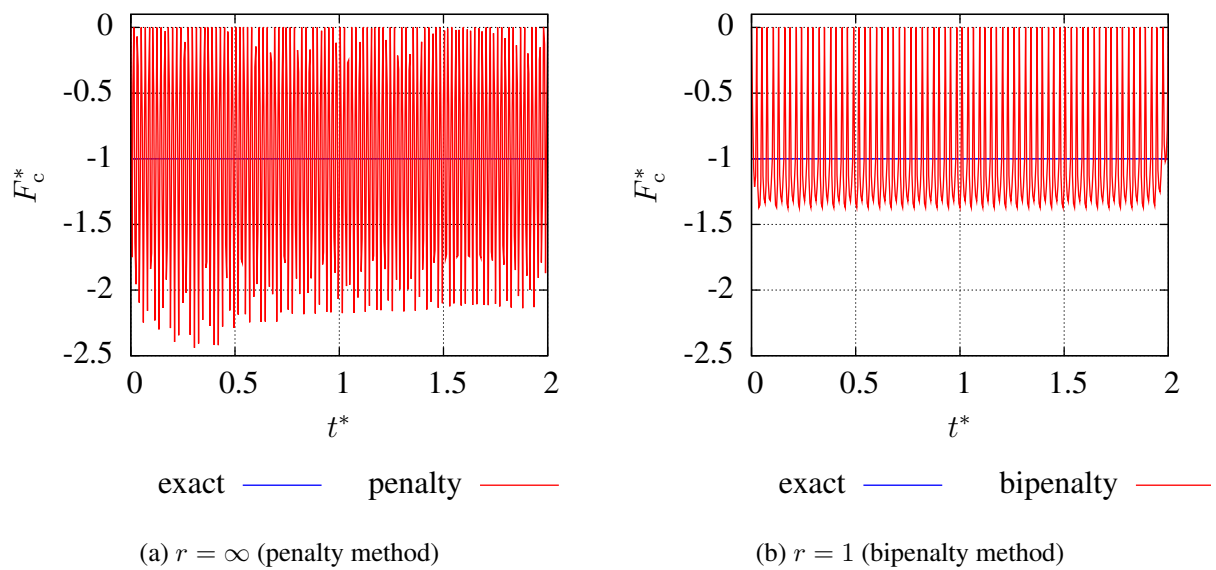 0
-0.5
-1
-1.5
-2
-2.5
F_c^*
0 0.5 1 1.5 2
t^*
exact penalty
(a) r = ∞ (penalty method)
0
-0.5
-1
-1.5
-2
-2.5
F_c^*
0 0.5 1 1.5 2
t^*
exact bipenalty
(b) r = 1 (bipenalty method)